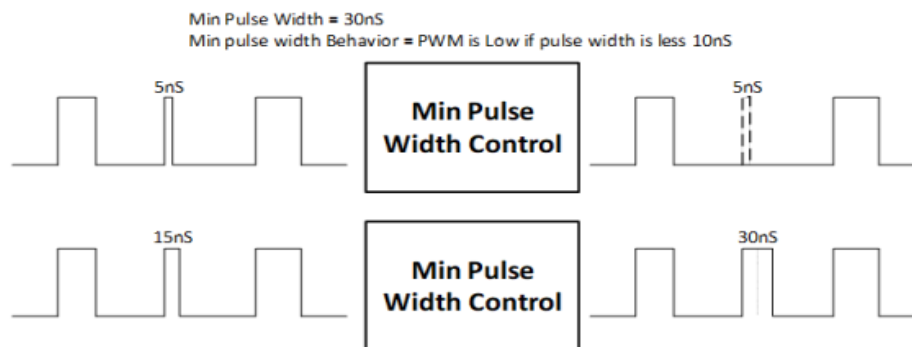 Min Pulse Width = 30nS
Min pulse width Behavior = PWM is Low if pulse width is less 10nS
5nS
Min Pulse
Width Control
5nS
15nS
Min Pulse
Width Control
30nS